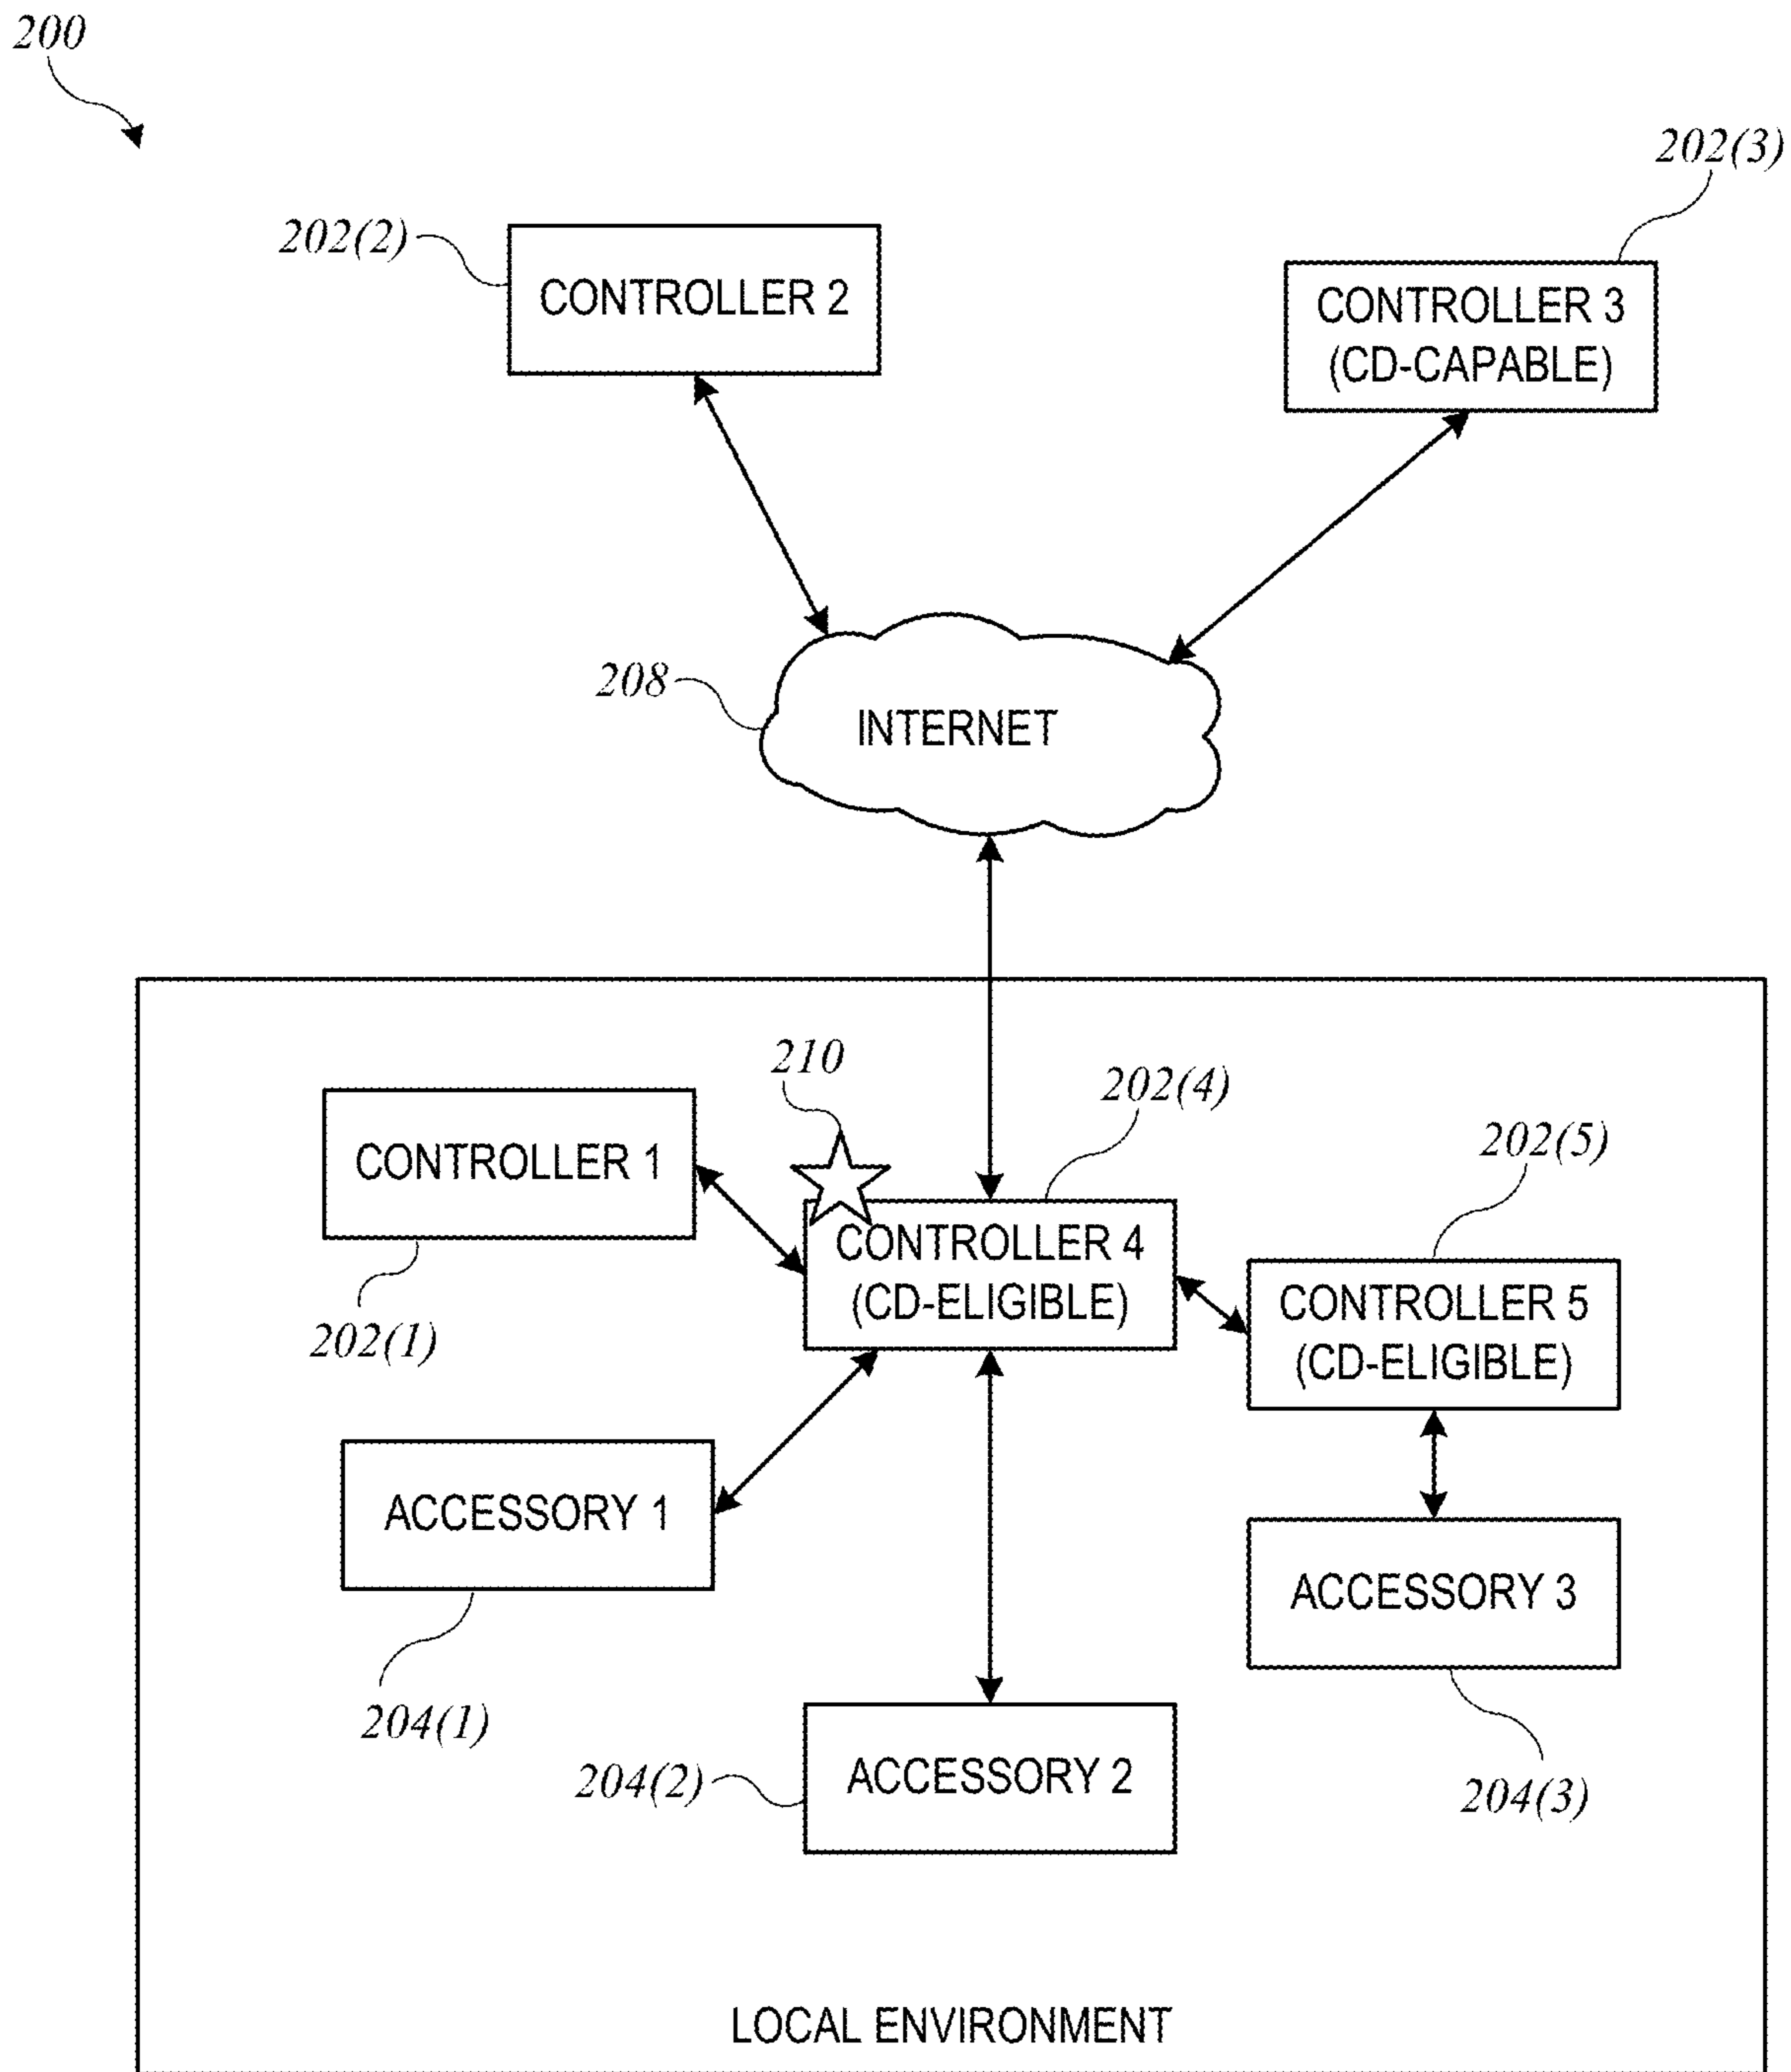 200
202(3)
202(2)
CONTROLLER 2
CONTROLLER 3
(CD-CAPABLE)
208
INTERNET
210
202(4)
202(5)
CONTROLLER 1
CONTROLLER 4
(CD-ELIGIBLE)
CONTROLLER 5
(CD-ELIGIBLE)
202(1)
ACCESSORY 1
ACCESSORY 3
204(1)
204(2)
ACCESSORY 2
204(3)
LOCAL ENVIRONMENT